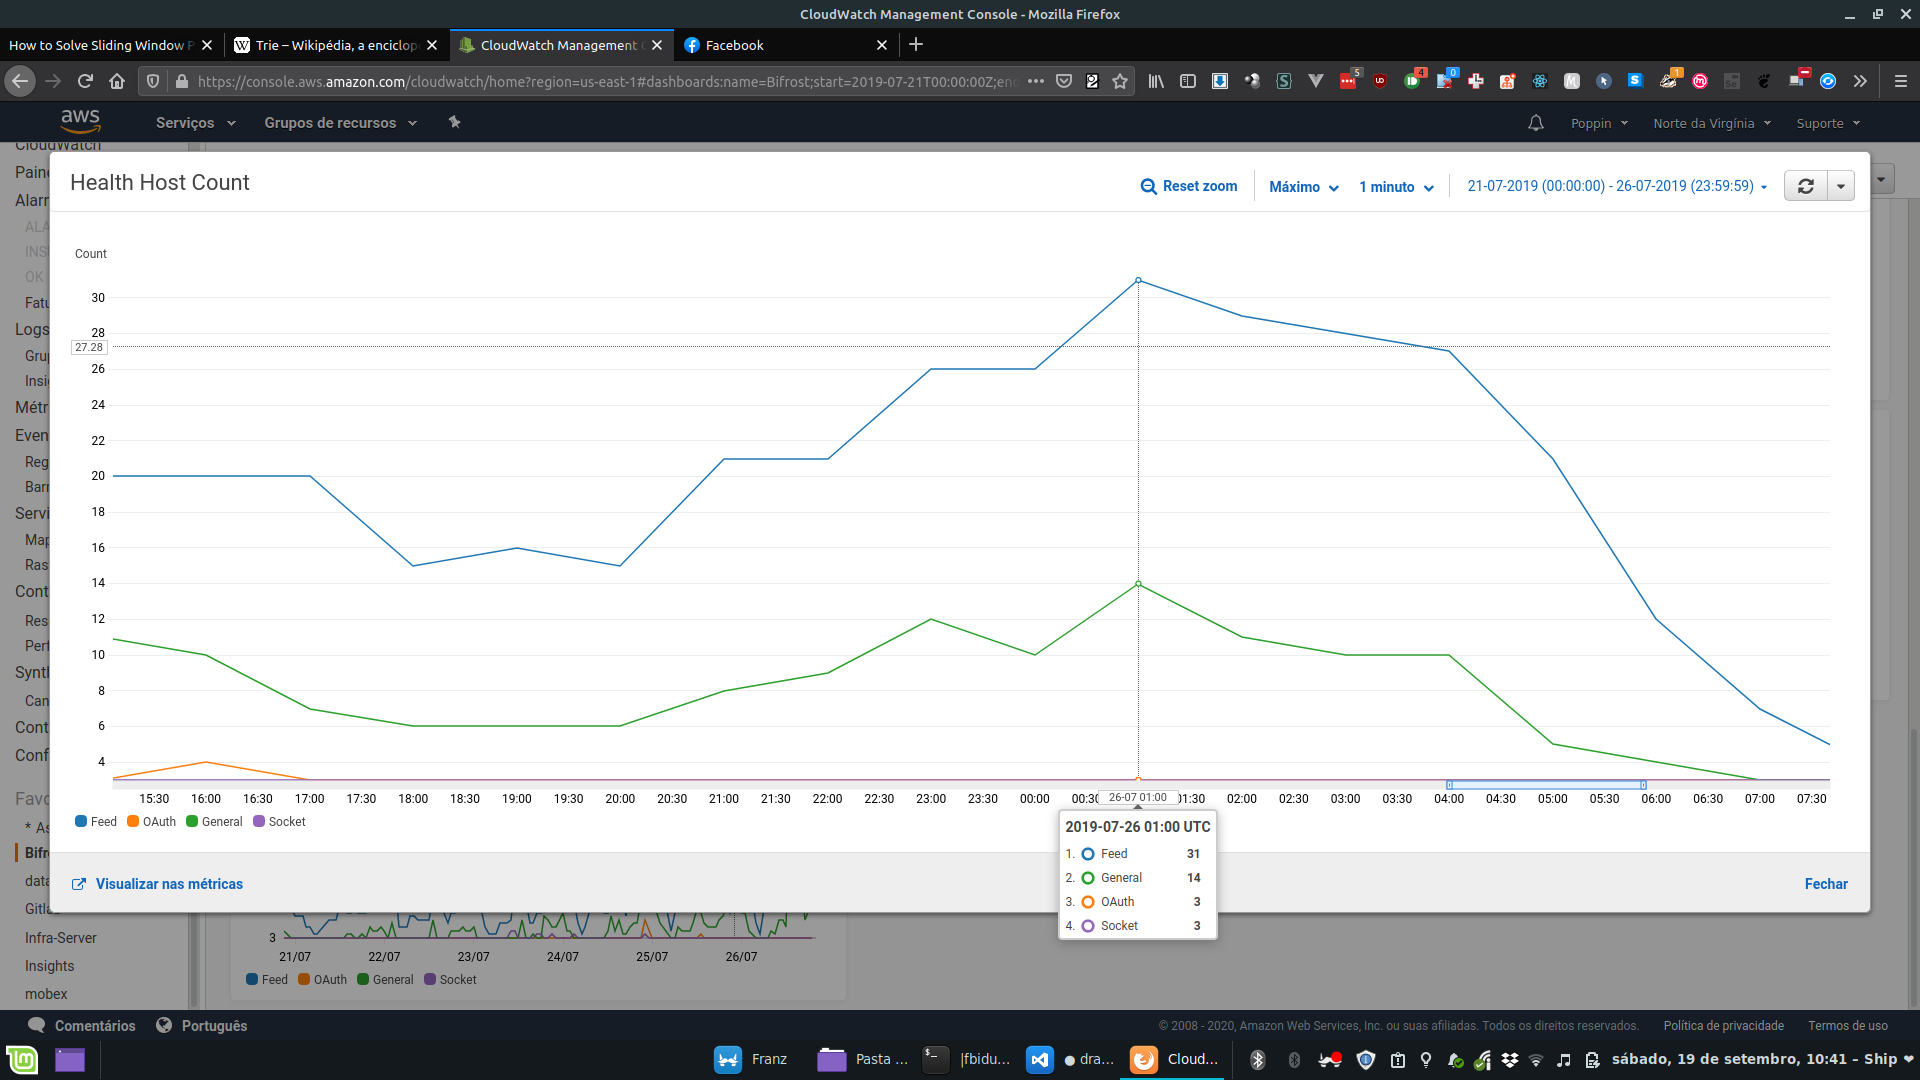 CloudWatch Management Console - Mozilla Firefox
How to Solve Sliding Window P
Trie – Wikipédia, a enciclop
CloudWatch Management C
Facebook
https://console.aws.amazon.com/cloudwatch/home?region=us-east-1#dashboards:name=Bifrost;start=2019-07-21T00:00:00Z;end
5 4 0 1
aws
Serviços
Grupos de recursos
Poppin
Norte da Virgínia
Suporte
CloudWatch
Paine
Alarr
ALA
INS
OK
Fatu
Logs
Grup
Insi
Métr
Even
Reg
Barr
Servi
Map
Ras
Cont
Res
Perf
Synth
Can
Cont
Conf
Favo
* As
Bifr
data
Gitla
Infra-Server
Insights
mobex
Health Host Count
Reset zoom
Máximo
1 minuto
21-07-2019 (00:00:00) - 26-07-2019 (23:59:59)
Count
30
28
27.28
26
24
22
20
18
16
14
12
10
8
6
4
15:30 16:00 16:30 17:00 17:30 18:00 18:30 19:00 19:30 20:00 20:30 21:00 21:30 22:00 22:30 23:00 23:30 00:00 00:30 26-07 01:00 01:30 02:00 02:30 03:00 03:30 04:00 04:30 05:00 05:30 06:00 06:30 07:00 07:30
Feed OAuth General Socket
2019-07-26 01:00 UTC
1. Feed 31
2. General 14
3. OAuth 3
4. Socket 3
Visualizar nas métricas
Fechar
3
21/07 22/07 23/07 24/07 25/07 26/07
Feed OAuth General Socket
Comentários
Português
© 2008 - 2020, Amazon Web Services, Inc. ou suas afiliadas. Todos os direitos reservados.
Política de privacidade
Termos de uso
Franz
Pasta ...
|fbidu...
● dra...
Cloud...
sábado, 19 de setembro, 10:41 – Ship ❤